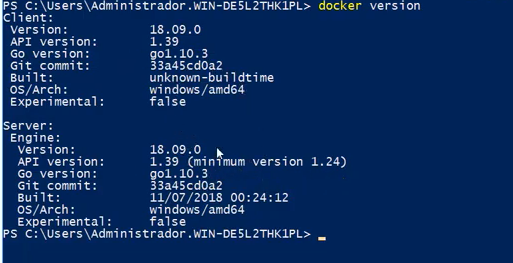 PS C:\Users\Administrador.WIN-DE5L2THK1PL> docker version
Client:
 Version:           18.09.0
 API version:       1.39
 Go version:        go1.10.3
 Git commit:        33a45cd0a2
 Built:             unknown-buildtime
 OS/Arch:           windows/amd64
 Experimental:      false

Server:
 Engine:
  Version:          18.09.0
  API version:      1.39 (minimum version 1.24)
  Go version:       go1.10.3
  Git commit:       33a45cd0a2
  Built:            11/07/2018 00:24:12
  OS/Arch:          windows/amd64
  Experimental:     false
PS C:\Users\Administrador.WIN-DE5L2THK1PL>